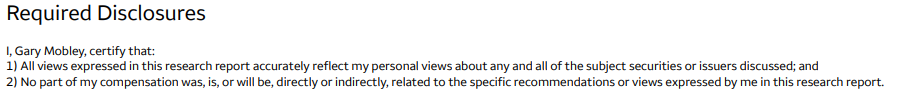 Required Disclosures
I, Gary Mobley, certify that:
1) All views expressed in this research report accurately reflect my personal views about any and all of the subject securities or issuers discussed; and
2) No part of my compensation was, is, or will be, directly or indirectly, related to the specific recommendations or views expressed by me in this research report.